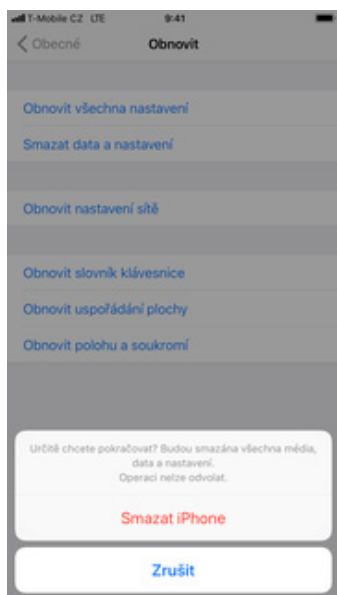 T-Mobile CZ LTE 9:41
Obecné Obnovit
Obnovit všechna nastavení
Smazat data a nastavení
Obnovit nastavení sítě
Obnovit slovník klávesnice
Obnovit uspořádání plochy
Obnovit polohu a soukromí
Určitě chcete pokračovat? Budou smazána všechna média,
data a nastavení.
Operaci nelze odvolat.
Smazat iPhone
Zrušit